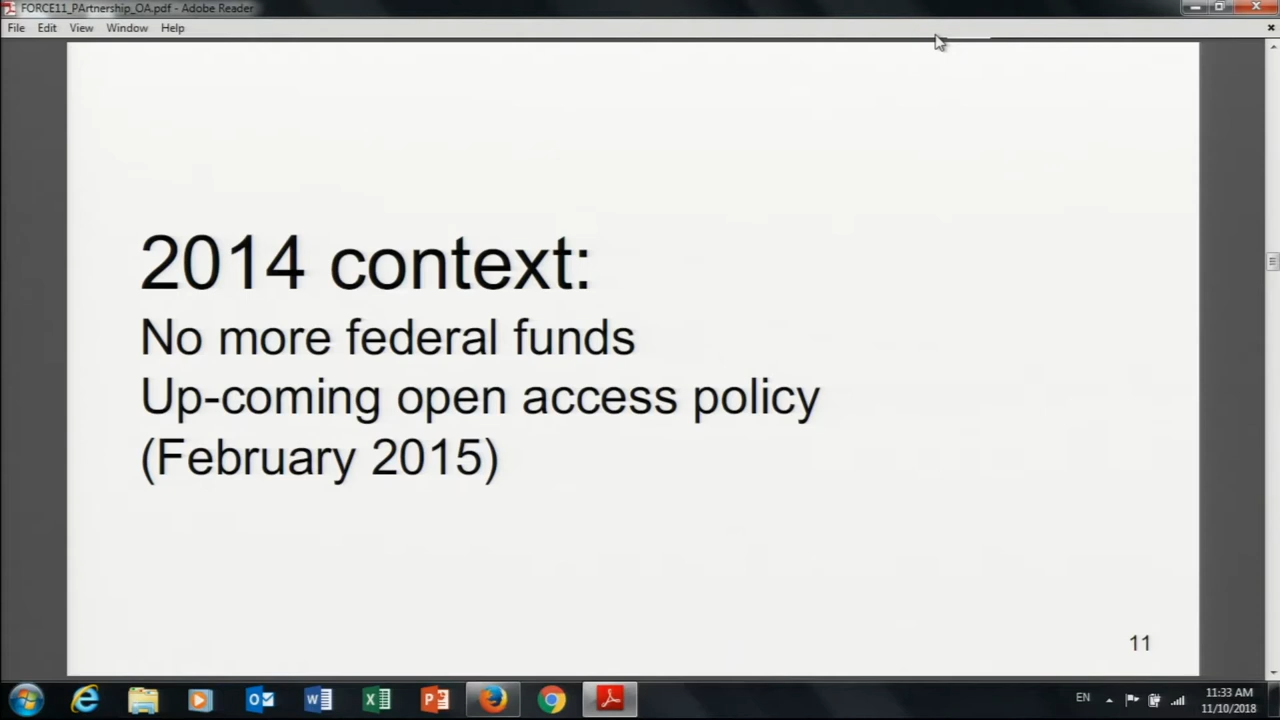 FORCE11_PArtnership_OA.pdf - Adobe Reader
File Edit View Window Help
2014 context:
No more federal funds
Up-coming open access policy
(February 2015)
11
EN
11:33 AM
11/10/2018